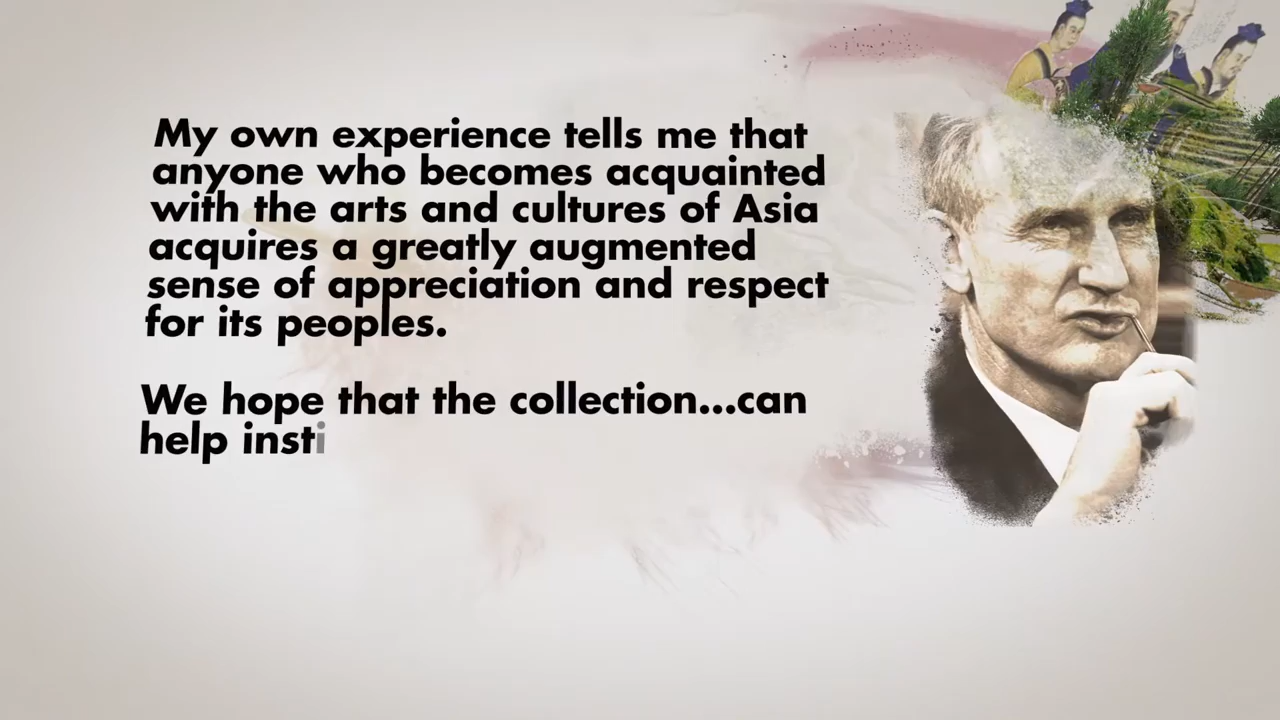 My own experience tells me that
anyone who becomes acquainted
with the arts and cultures of Asia
acquires a greatly augmented
sense of appreciation and respect
for its peoples.
We hope that the collection...can
help insti